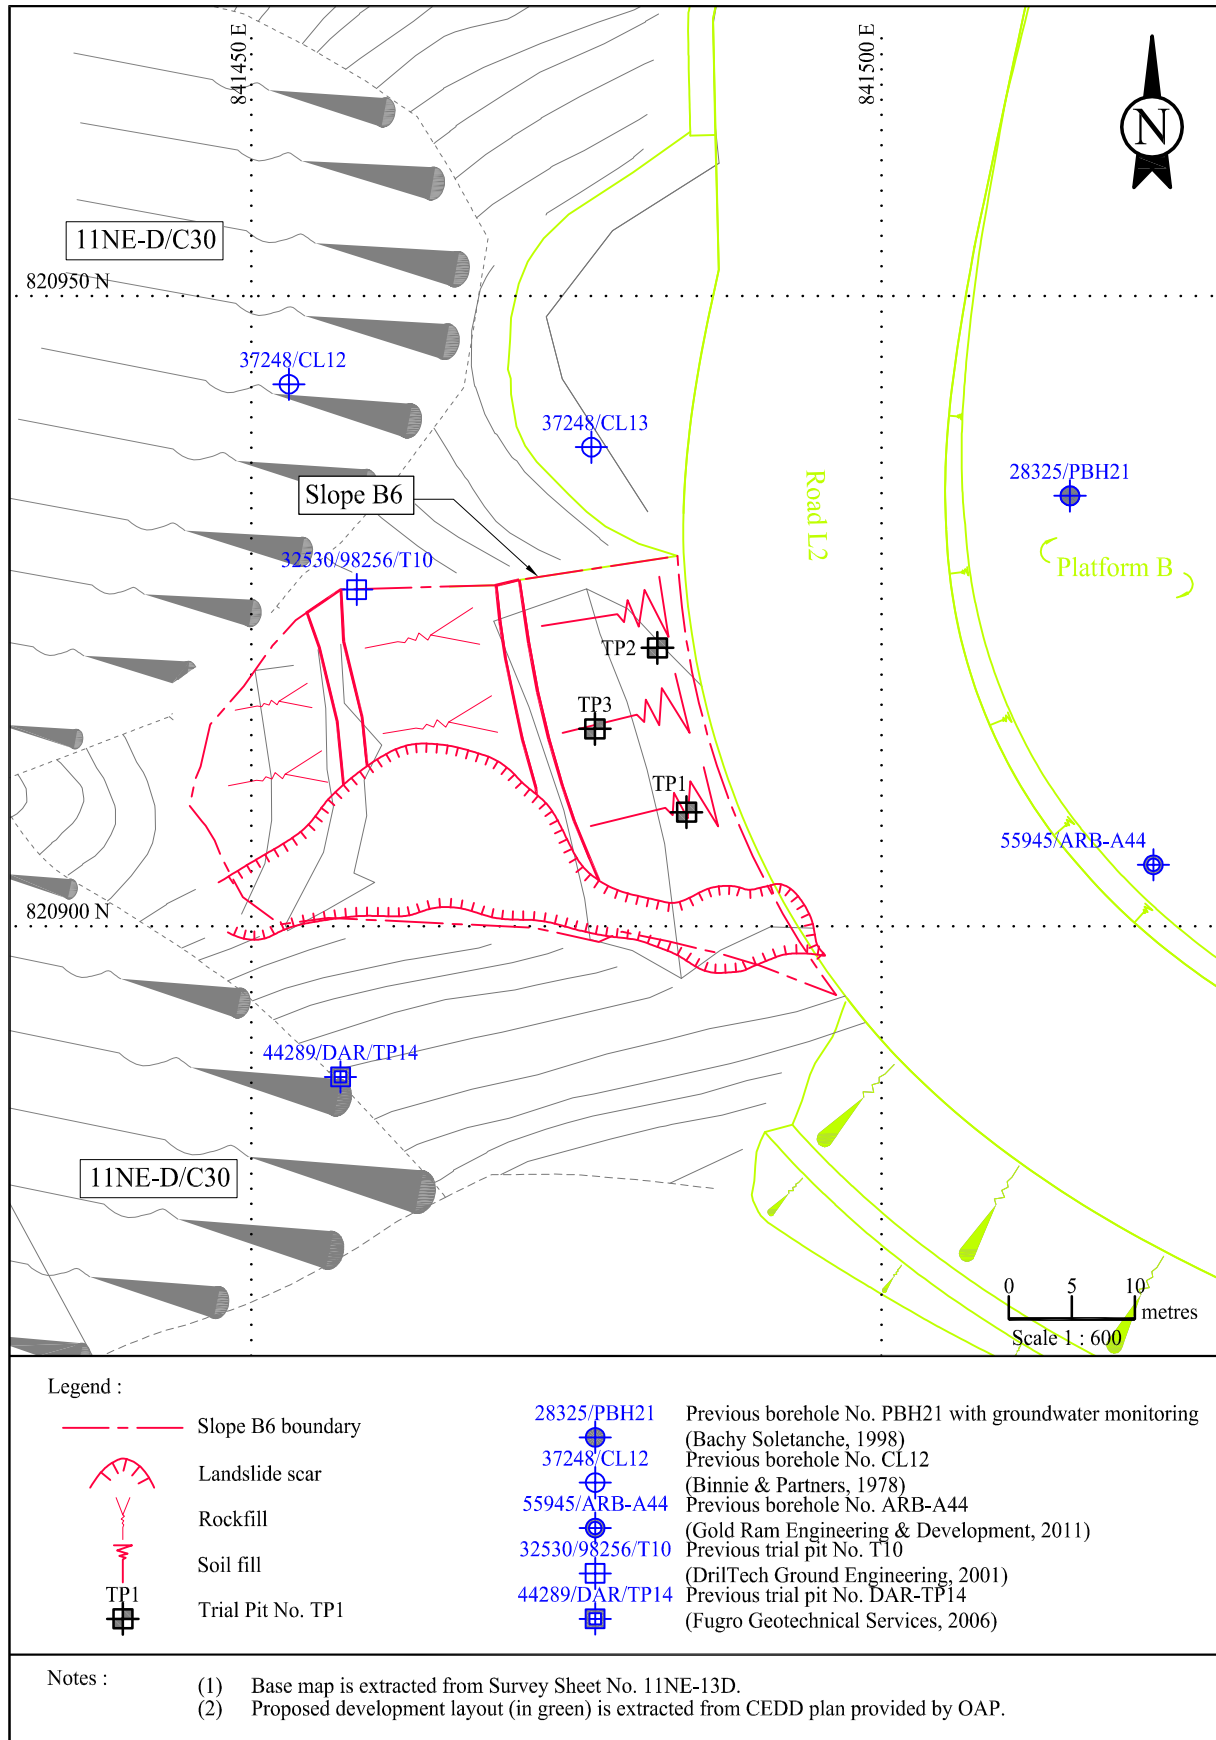 841450 E
841500 E
N
11NE-D/C30
820950 N
37248/CL12
37248/CL13
28325/PBH21
Slope B6
Road L2
32530/98256/T10
Platform B
TP2
TP3
TP1
55945/ARB-A44
820900 N
44289/DAR/TP14
11NE-D/C30
0 5 10
metres
Scale 1 : 600
Legend :
Slope B6 boundary
Landslide scar
Rockfill
Soil fill
TP1
Trial Pit No. TP1
28325/PBH21
Previous borehole No. PBH21 with groundwater monitoring
(Bachy Soletanche, 1998)
37248/CL12
Previous borehole No. CL12
(Binnie & Partners, 1978)
55945/ARB-A44
Previous borehole No. ARB-A44
(Gold Ram Engineering & Development, 2011)
32530/98256/T10
Previous trial pit No. T10
(DrilTech Ground Engineering, 2001)
44289/DAR/TP14
Previous trial pit No. DAR-TP14
(Fugro Geotechnical Services, 2006)
Notes :
(1) Base map is extracted from Survey Sheet No. 11NE-13D.
(2) Proposed development layout (in green) is extracted from CEDD plan provided by OAP.